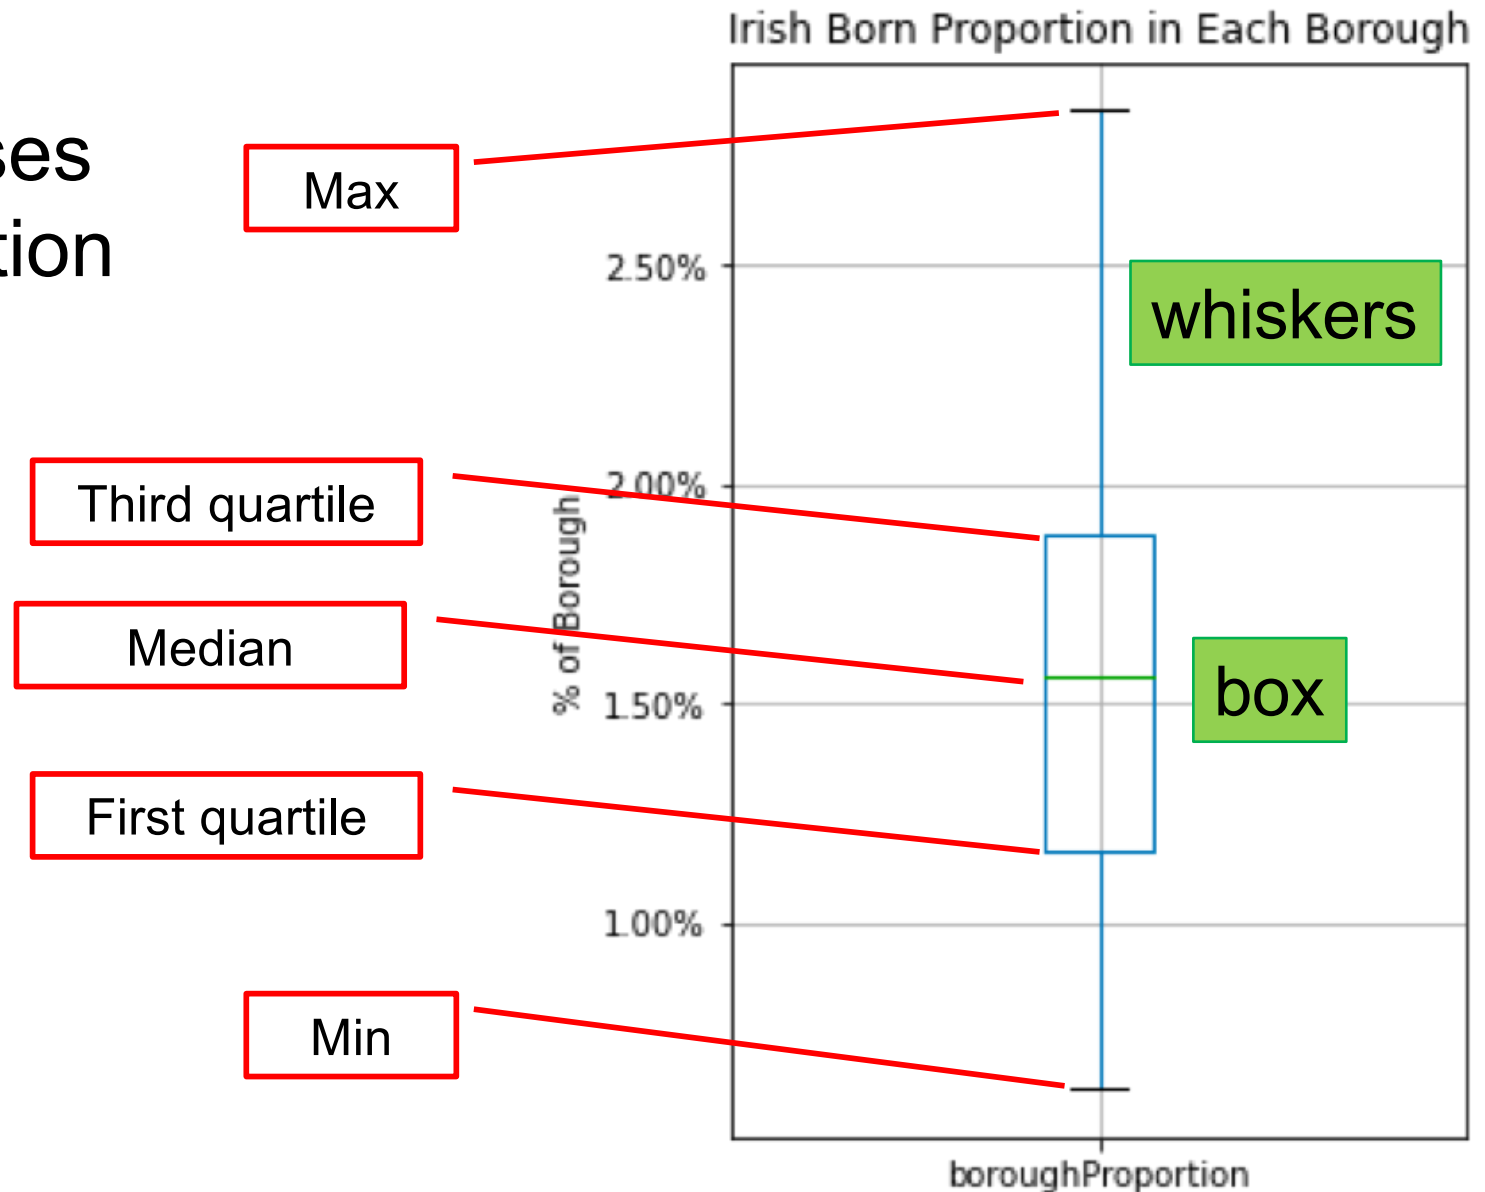 Irish Born Proportion in Each Borough
ses
tion
Max
2.50%
whiskers
Third quartile
2.00%
% of Borough
Median
1.50%
box
First quartile
1.00%
Min
boroughProportion